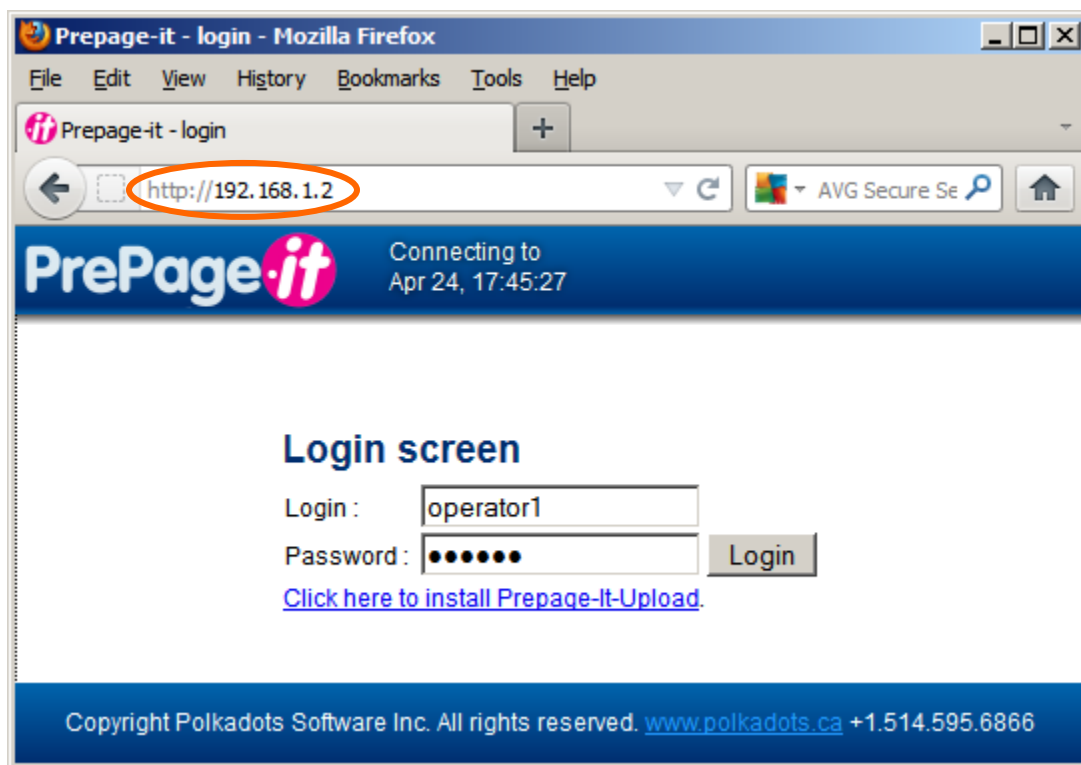 Prepage-it - login - Mozilla Firefox
File Edit View History Bookmarks Tools Help
it Prepage-it - login +
http://192.168.1.2 AVG Secure Se
PrePage-it
Connecting to
Apr 24, 17:45:27
Login screen
Login : operator1
Password : ●●●●●● Login
Click here to install Prepage-It-Upload.
Copyright Polkadots Software Inc. All rights reserved. www.polkadots.ca +1.514.595.6866